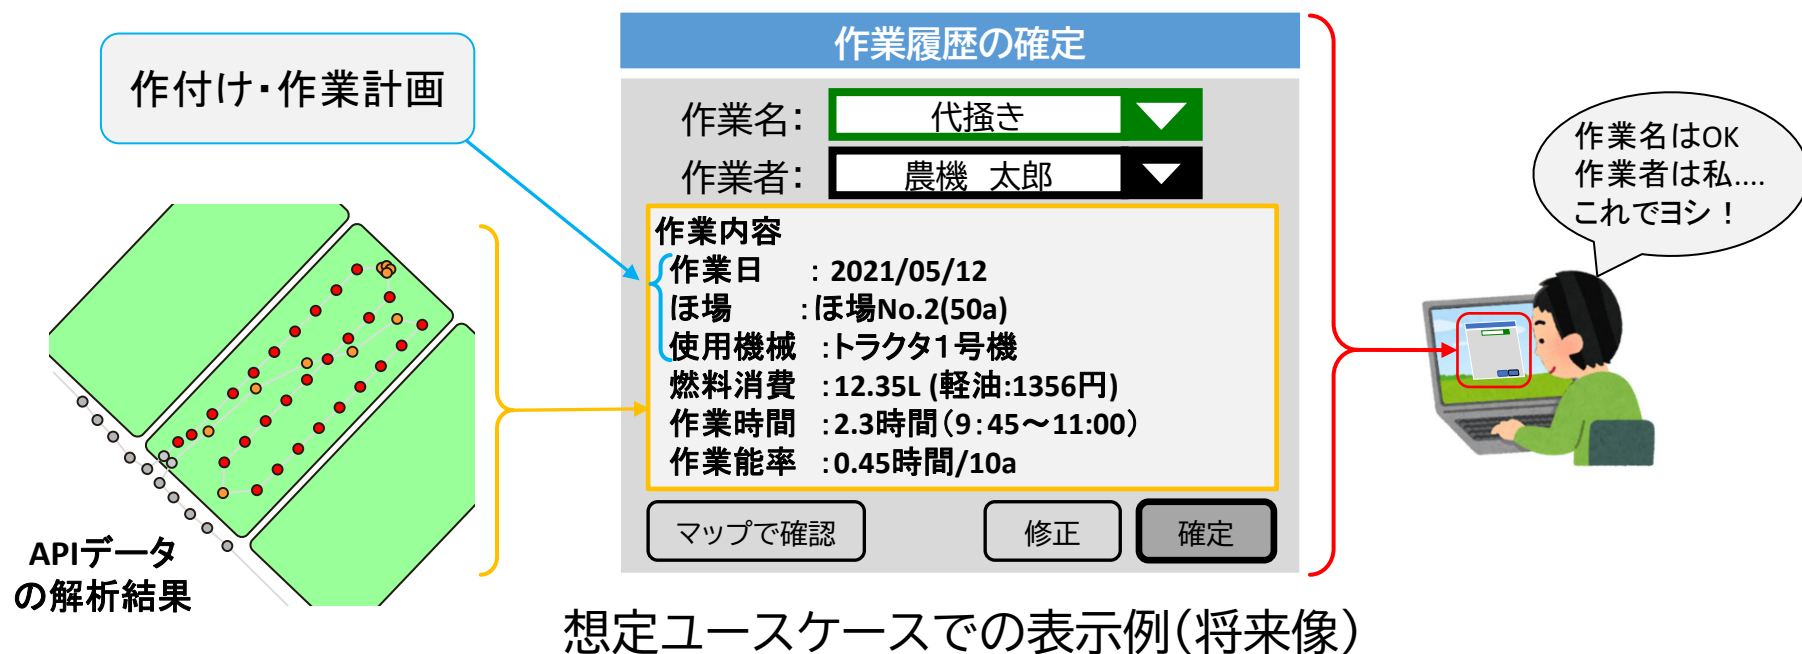 作付け・作業計画
作業履歴の確定
作業名：
代掻き
作業者：
農機　太郎
作業内容
作業日　：2021/05/12
ほ場　：ほ場No.2(50a)
使用機械　：トラクタ１号機
燃料消費　：12.35L (軽油:1356円)
作業時間　：2.3時間（9：45～11:00）
作業能率　：0.45時間/10a
マップで確認
修正
確定
作業名はOK
作業者は私....
これでヨシ！
APIデータ
の解析結果
想定ユースケースでの表示例（将来像）